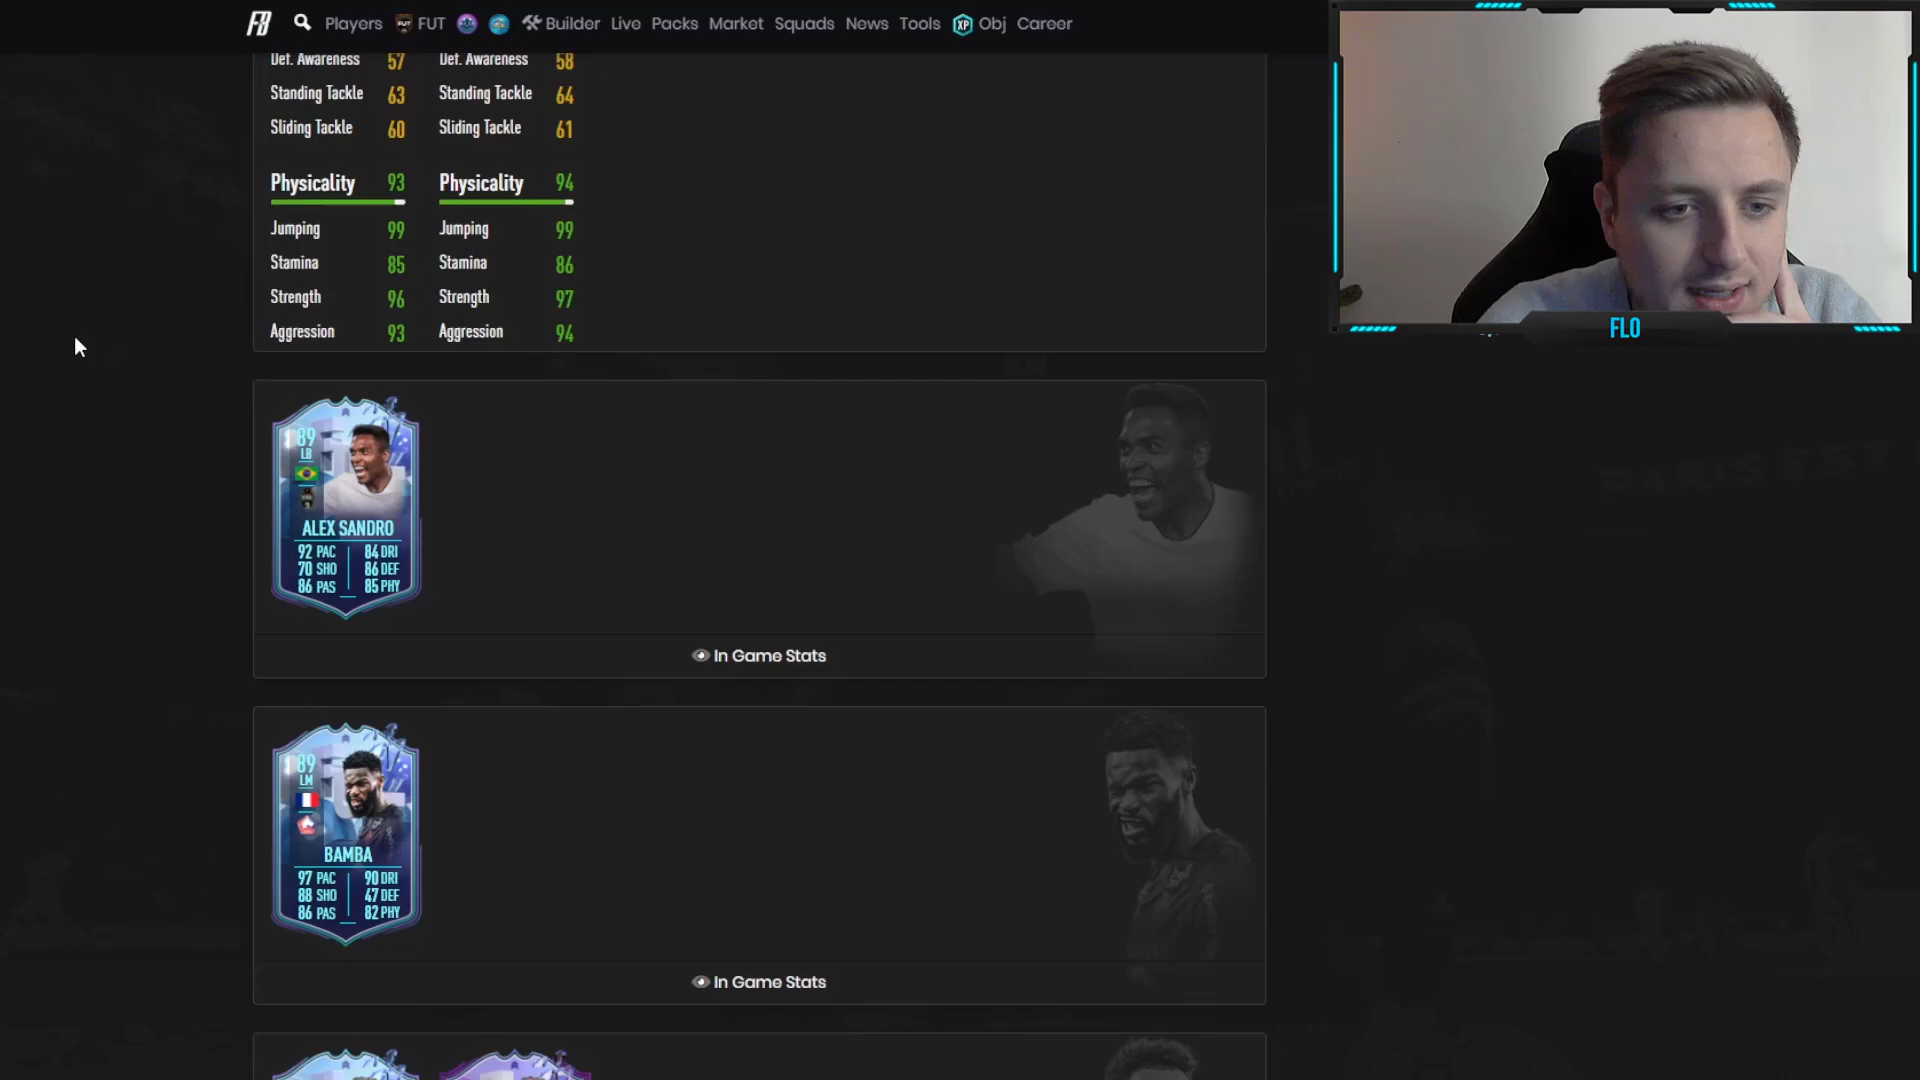 FB Players FUT Builder Live Packs Market Squads News Tools XP Obj Career
Def. Awareness 57 Def. Awareness 58
Standing Tackle 63 Standing Tackle 64
Sliding Tackle 60 Sliding Tackle 61
Physicality 93 Physicality 94
Jumping 99 Jumping 99
Stamina 85 Stamina 86
Strength 96 Strength 97
Aggression 93 Aggression 94
FLO
89
LB
ALEX SANDRO
92 PAC 84 DRI
70 SHO 86 DEF
86 PAS 85 PHY
In Game Stats
89
LM
BAMBA
97 PAC 90 DRI
88 SHO 47 DEF
86 PAS 82 PHY
In Game Stats